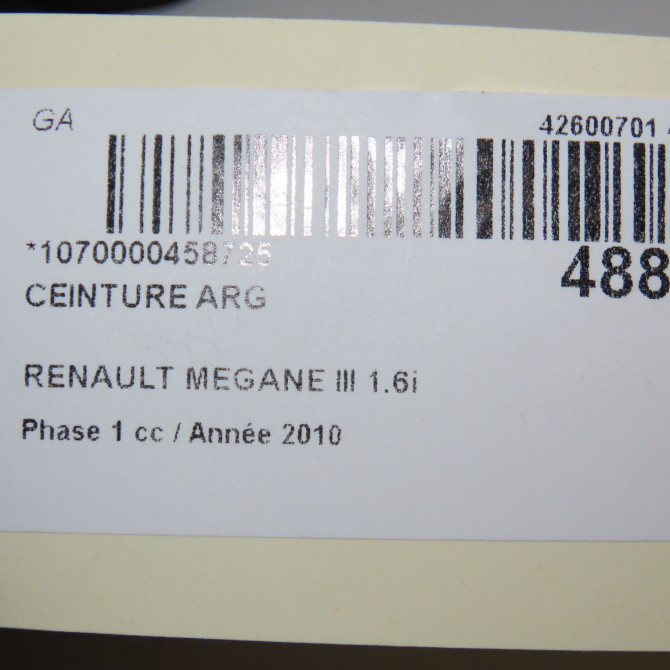 GA
42600701
*1070000458725
488
CEINTURE ARG
RENAULT MEGANE III 1.6i
Phase 1 cc / Année 2010